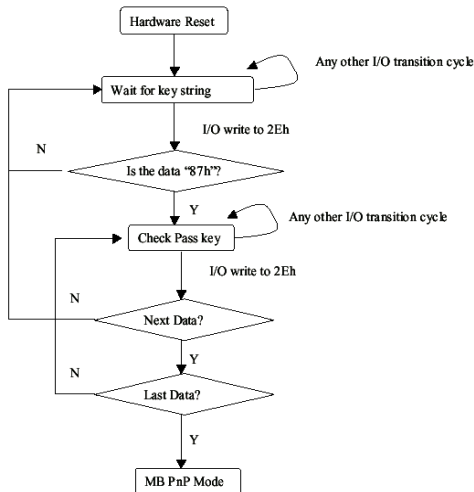 Hardware Reset
Any other I/O transition cycle
Wait for key string
I/O write to 2Eh
N
Is the data “87h”?
Y
Any other I/O transition cycle
Check Pass key
I/O write to 2Eh
N
Next Data?
Y
N
Last Data?
Y
MB PnP Mode